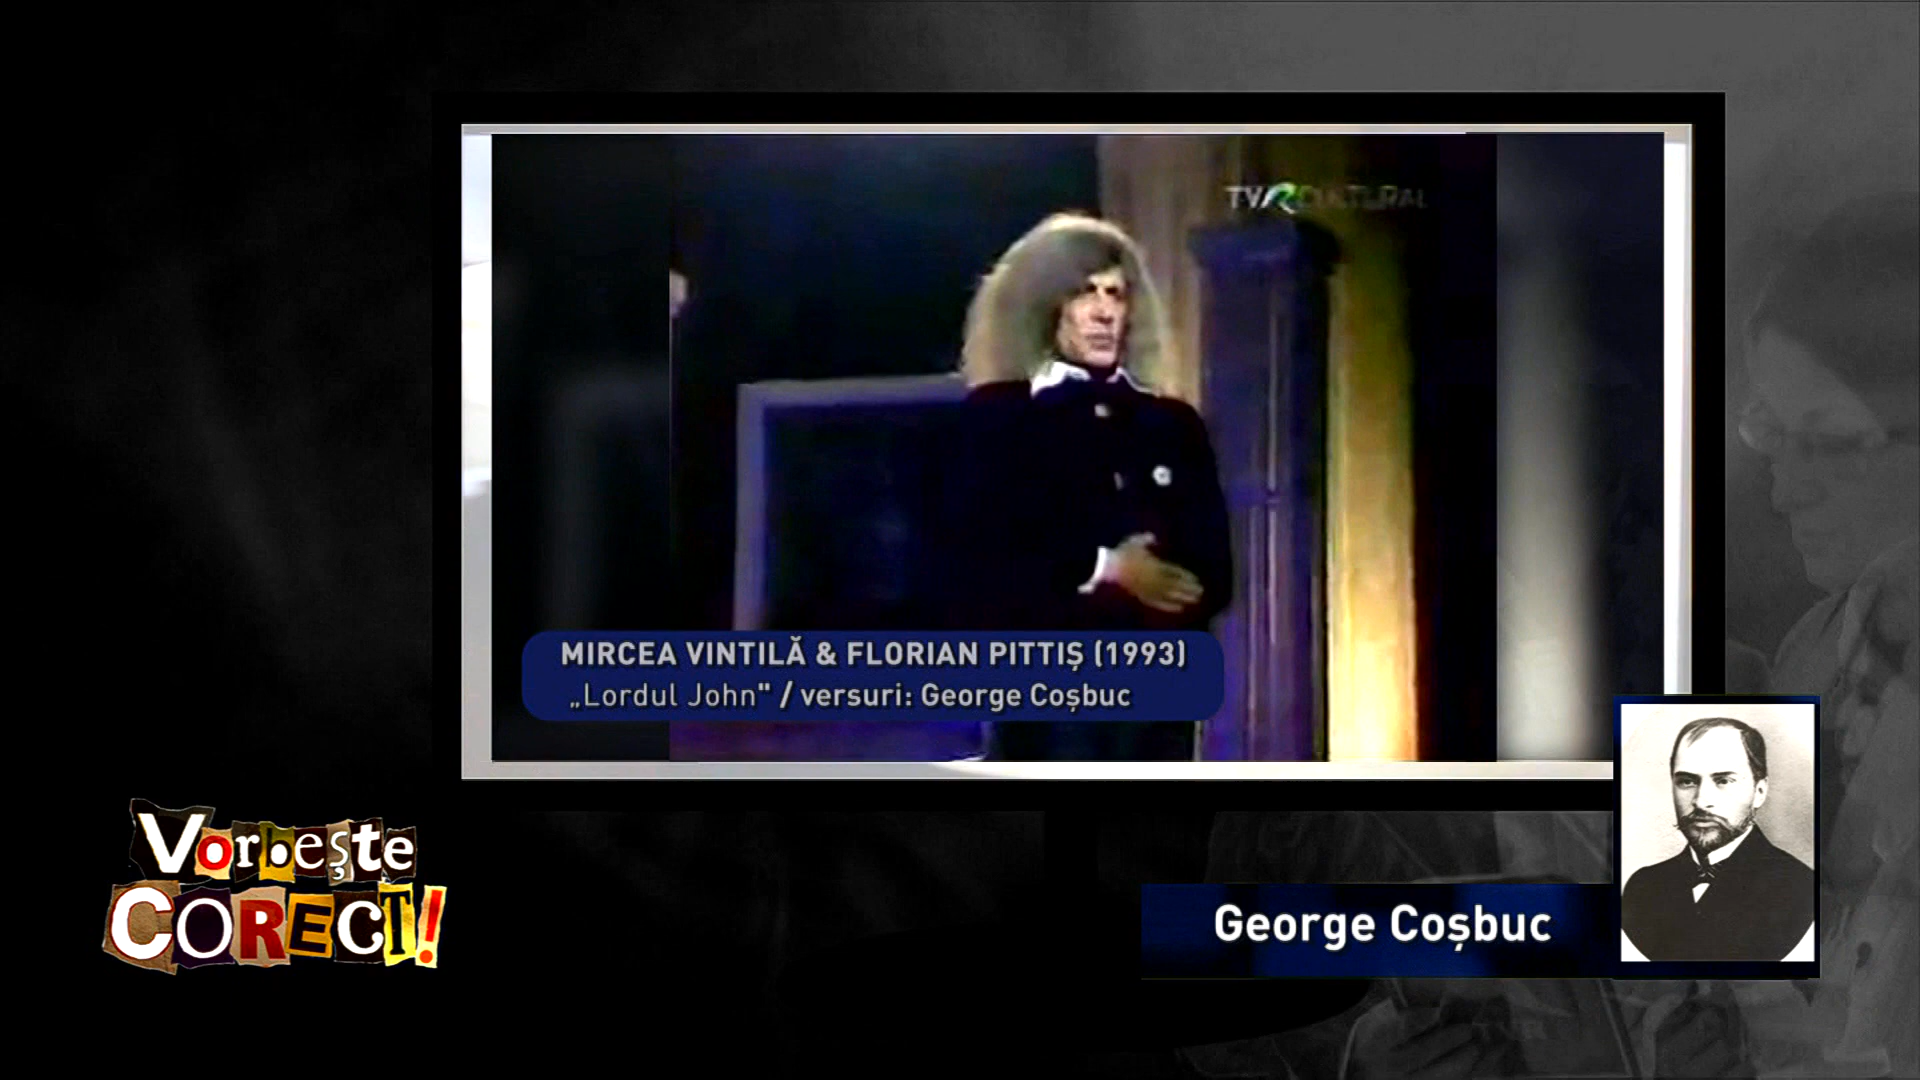 TVR CULTURAL
MIRCEA VINTILĂ & FLORIAN PITTIȘ (1993)
„Lordul John" / versuri: George Coșbuc
Vorbește
CORECT!
George Coșbuc